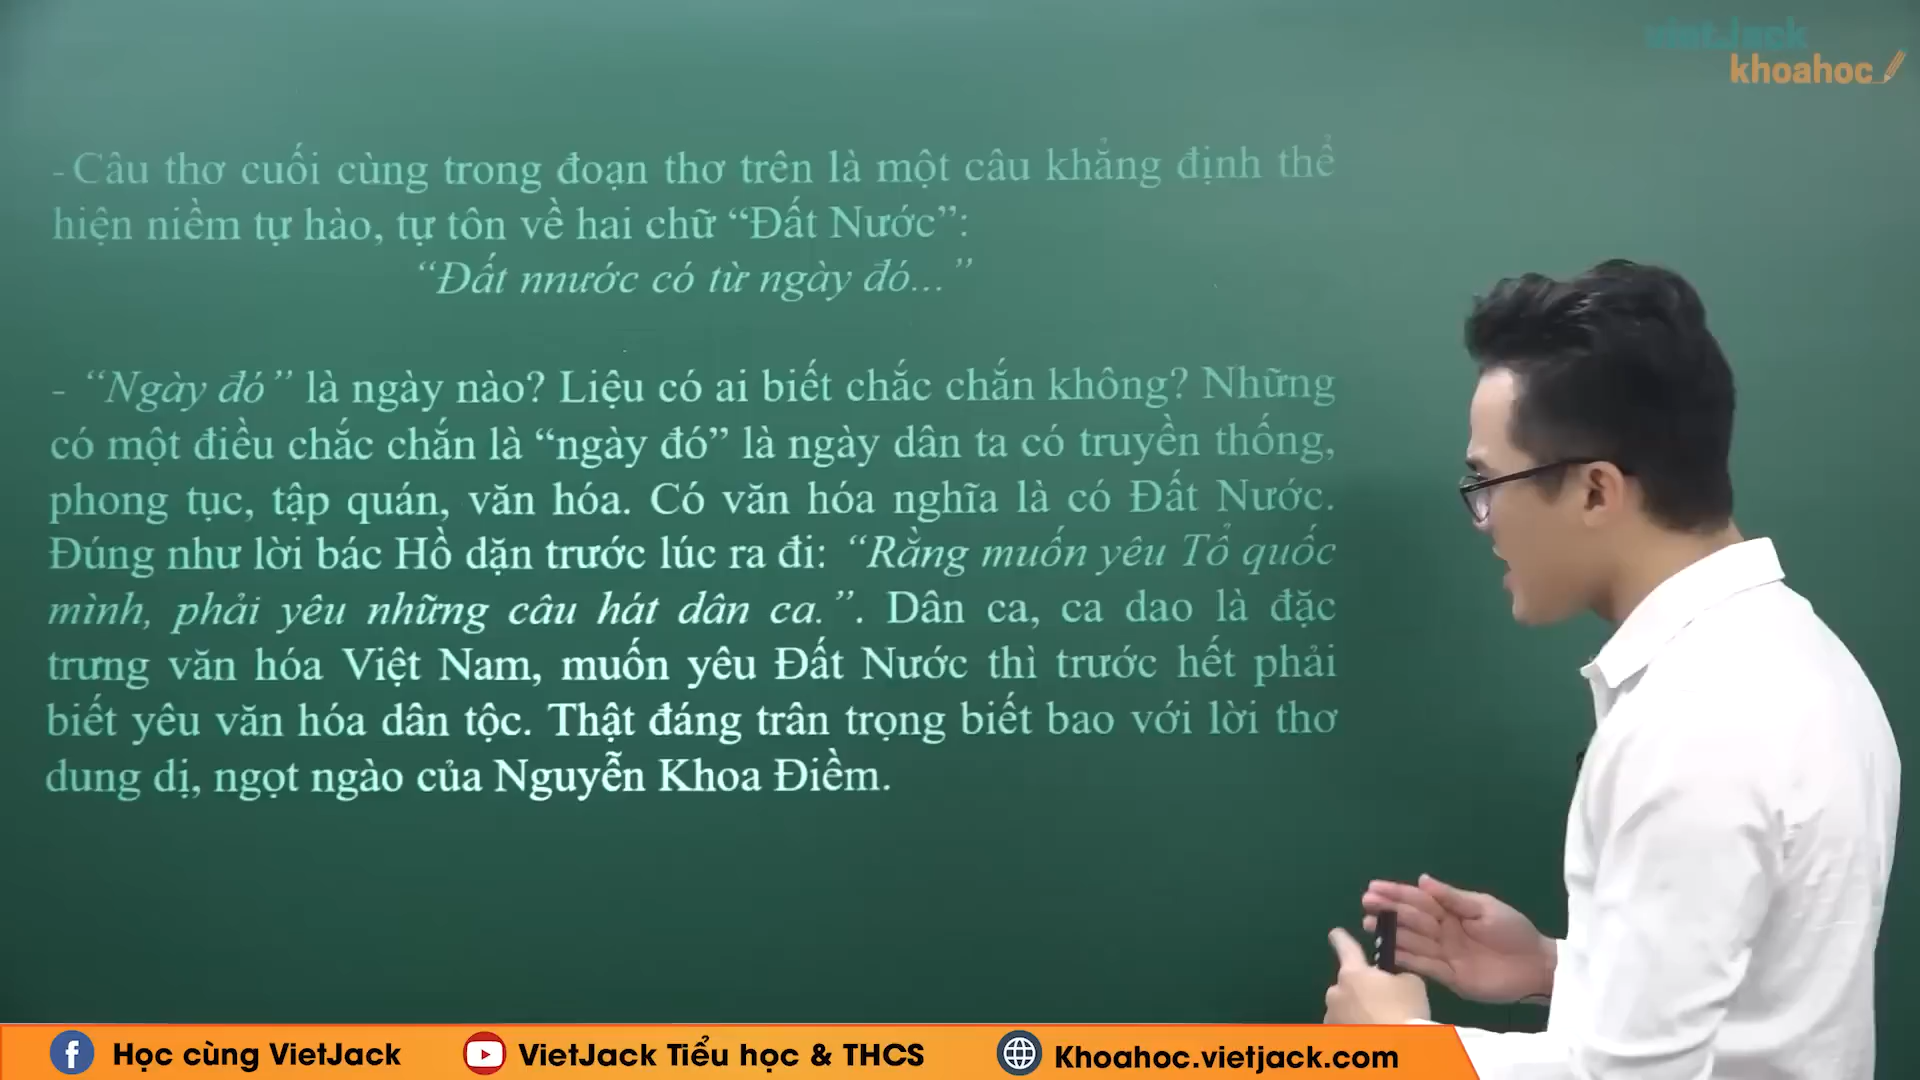 vietJack
khoahoc
- Câu thơ cuối cùng trong đoạn thơ trên là một câu khẳng định thể
hiện niềm tự hào, tự tôn về hai chữ “Đất Nước”:
“Đất nnước có từ ngày đó...”
- “Ngày đó” là ngày nào? Liệu có ai biết chắc chắn không? Những
có một điều chắc chắn là “ngày đó” là ngày dân ta có truyền thống,
phong tục, tập quán, văn hóa. Có văn hóa nghĩa là có Đất Nước.
Đúng như lời bác Hồ dặn trước lúc ra đi: “Rằng muốn yêu Tổ quốc
mình, phải yêu những câu hát dân ca.”. Dân ca, ca dao là đặc
trưng văn hóa Việt Nam, muốn yêu Đất Nước thì trước hết phải
biết yêu văn hóa dân tộc. Thật đáng trân trọng biết bao với lời thơ
dung dị, ngọt ngào của Nguyễn Khoa Điềm.
Học cùng VietJack
VietJack Tiểu học & THCS
Khoahoc.vietjack.com